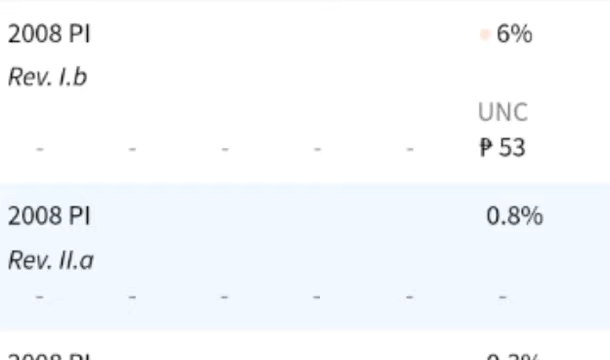 2008 PI 6%
Rev. I.b
UNC
- - - - - ₱ 53
2008 PI 0.8%
Rev. II.a
- - - - - -